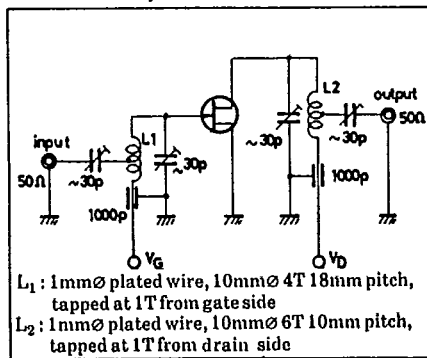 L2
output
50Ω
L1
~30p
~30p
input
~30p
~30p
50Ω
1000p
1000p
VG
VD
L₁ : 1mmØ plated wire, 10mmØ 4T 18mm pitch,
tapped at 1T from gate side
L₂ : 1mmØ plated wire, 10mmØ 6T 10mm pitch,
tapped at 1T from drain side